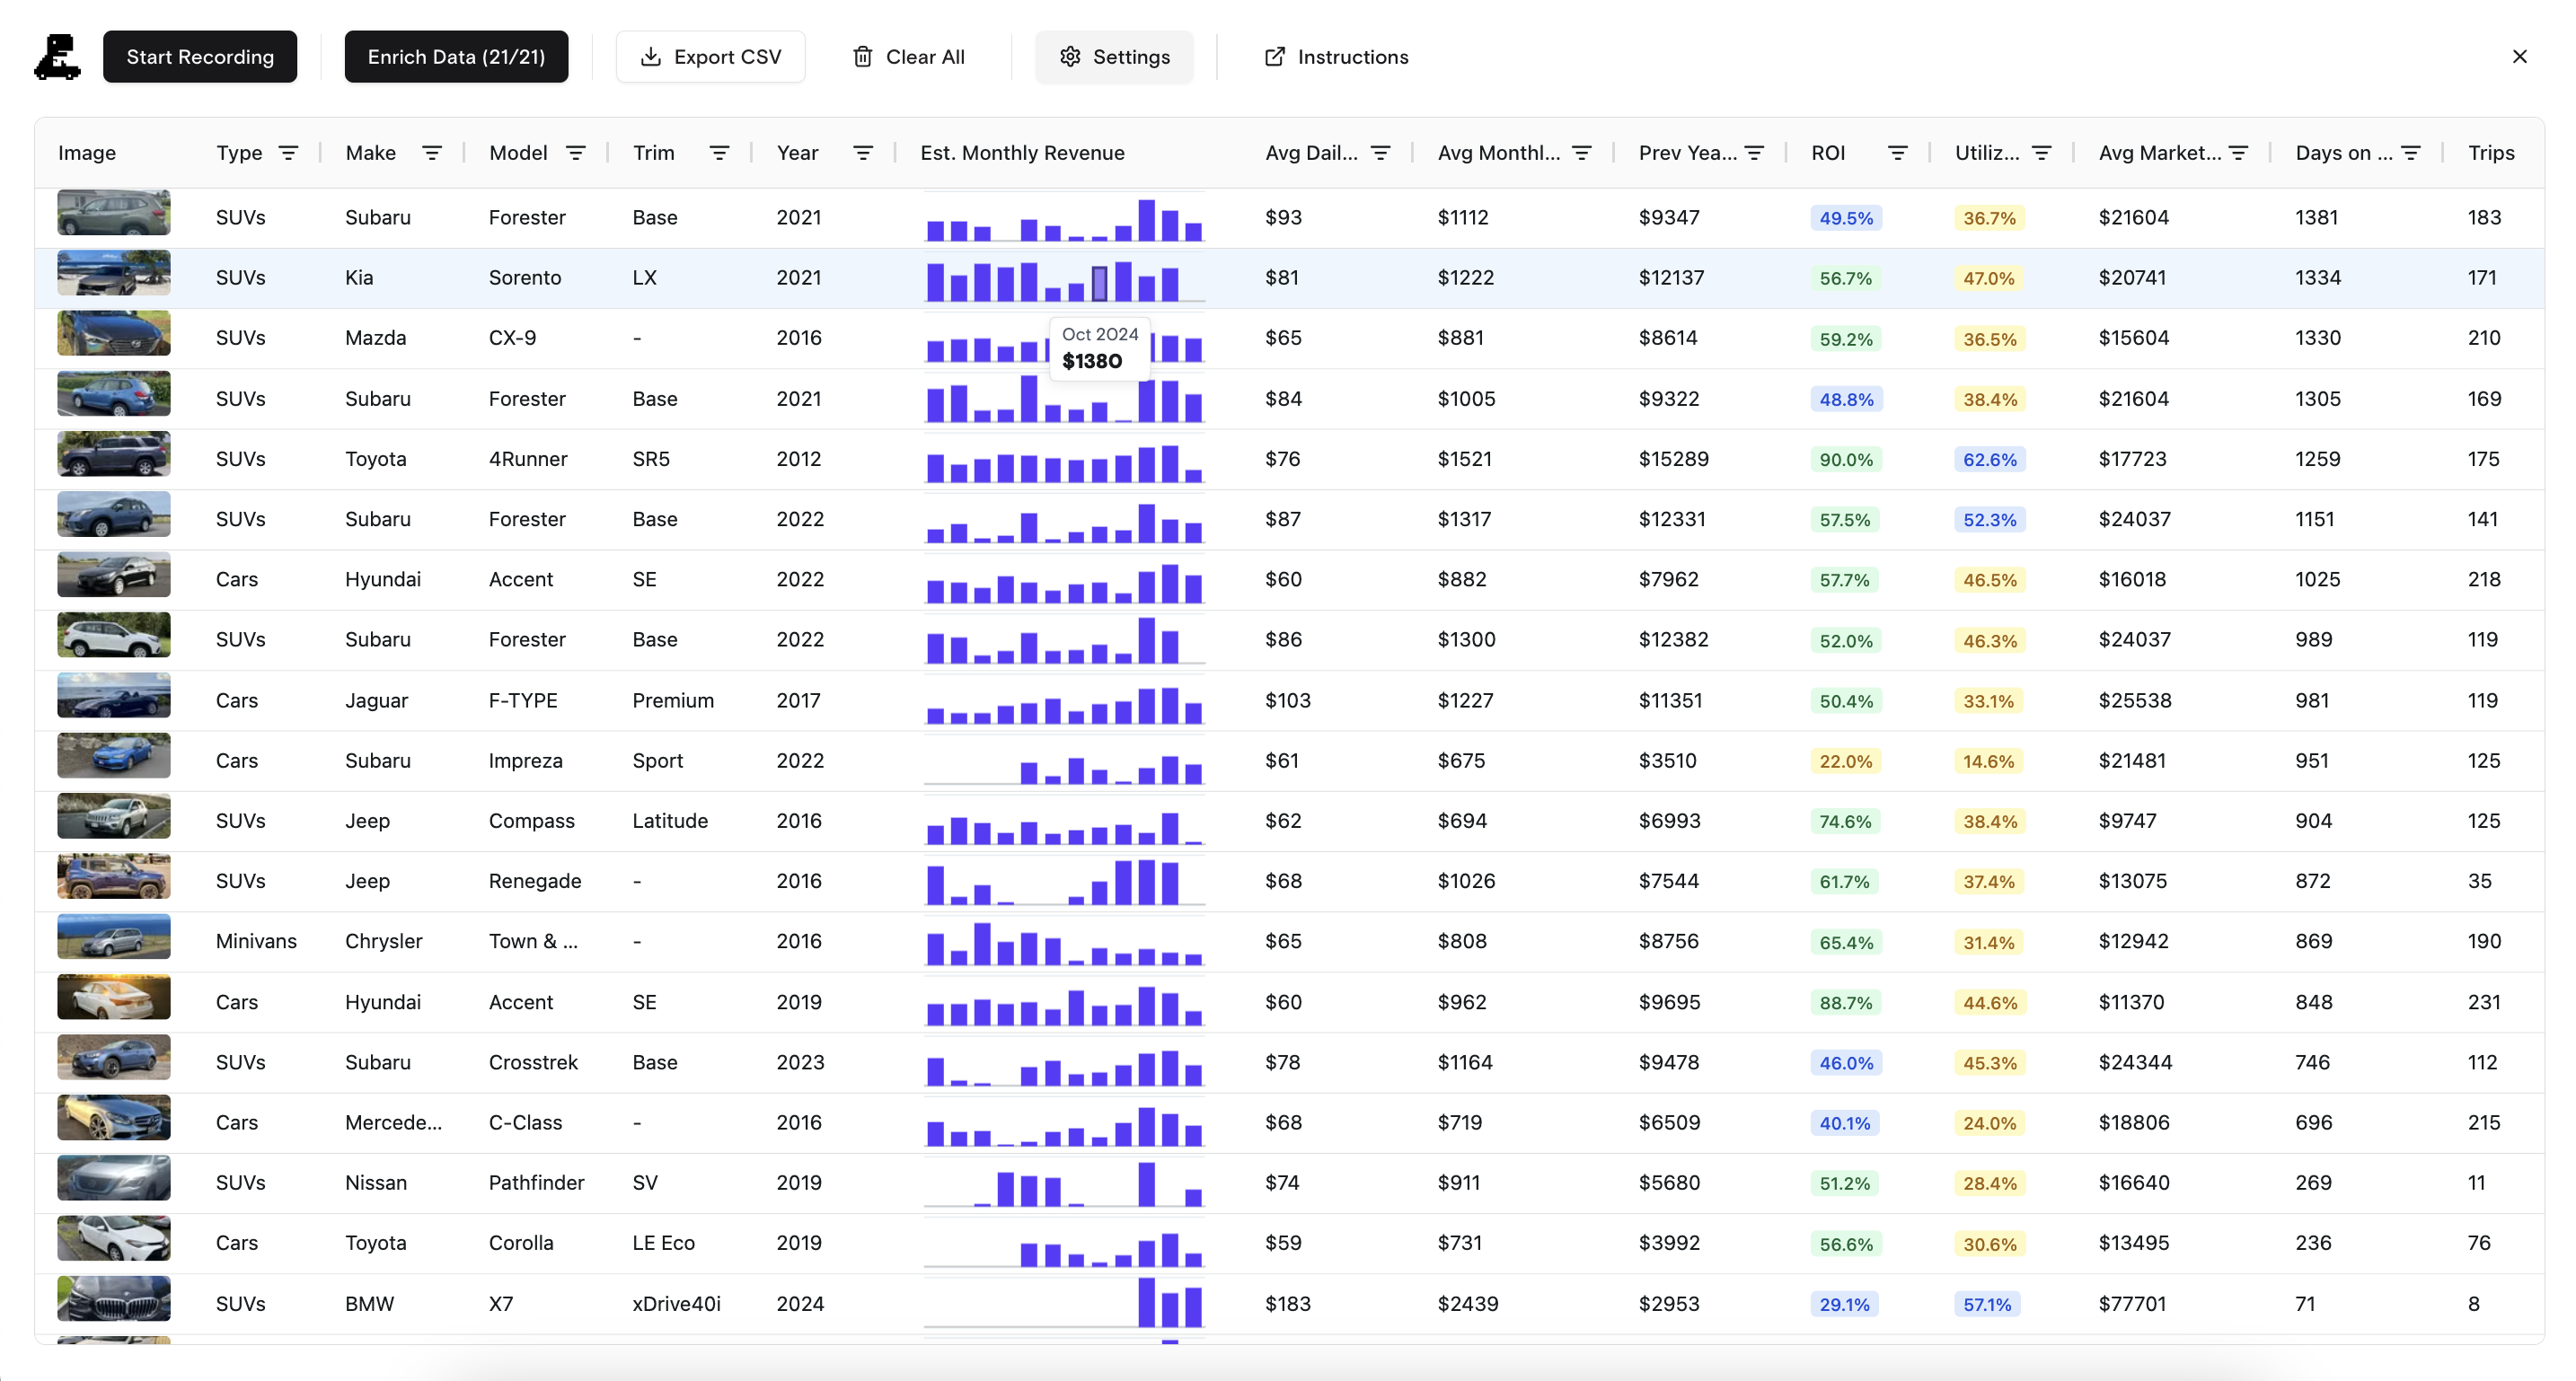 Start Recording Enrich Data (21/21) Export CSV Clear All Settings Instructions
Image Type Make Model Trim Year Est. Monthly Revenue Avg Dail... Avg Monthl... Prev Yea... ROI Utiliz... Avg Market... Days on ... Trips
SUVs Subaru Forester Base 2021 $93 $1112 $9347 49.5% 36.7% $21604 1381 183
SUVs Kia Sorento LX 2021 $81 $1222 $12137 56.7% 47.0% $20741 1334 171
Oct 2024
$1380
SUVs Mazda CX-9 - 2016 $65 $881 $8614 59.2% 36.5% $15604 1330 210
SUVs Subaru Forester Base 2021 $84 $1005 $9322 48.8% 38.4% $21604 1305 169
SUVs Toyota 4Runner SR5 2012 $76 $1521 $15289 90.0% 62.6% $17723 1259 175
SUVs Subaru Forester Base 2022 $87 $1317 $12331 57.5% 52.3% $24037 1151 141
Cars Hyundai Accent SE 2022 $60 $882 $7962 57.7% 46.5% $16018 1025 218
SUVs Subaru Forester Base 2022 $86 $1300 $12382 52.0% 46.3% $24037 989 119
Cars Jaguar F-TYPE Premium 2017 $103 $1227 $11351 50.4% 33.1% $25538 981 119
Cars Subaru Impreza Sport 2022 $61 $675 $3510 22.0% 14.6% $21481 951 125
SUVs Jeep Compass Latitude 2016 $62 $694 $6993 74.6% 38.4% $9747 904 125
SUVs Jeep Renegade - 2016 $68 $1026 $7544 61.7% 37.4% $13075 872 35
Minivans Chrysler Town & ... - 2016 $65 $808 $8756 65.4% 31.4% $12942 869 190
Cars Hyundai Accent SE 2019 $60 $962 $9695 88.7% 44.6% $11370 848 231
SUVs Subaru Crosstrek Base 2023 $78 $1164 $9478 46.0% 45.3% $24344 746 112
Cars Mercede... C-Class - 2016 $68 $719 $6509 40.1% 24.0% $18806 696 215
SUVs Nissan Pathfinder SV 2019 $74 $911 $5680 51.2% 28.4% $16640 269 11
Cars Toyota Corolla LE Eco 2019 $59 $731 $3992 56.6% 30.6% $13495 236 76
SUVs BMW X7 xDrive40i 2024 $183 $2439 $2953 29.1% 57.1% $77701 71 8